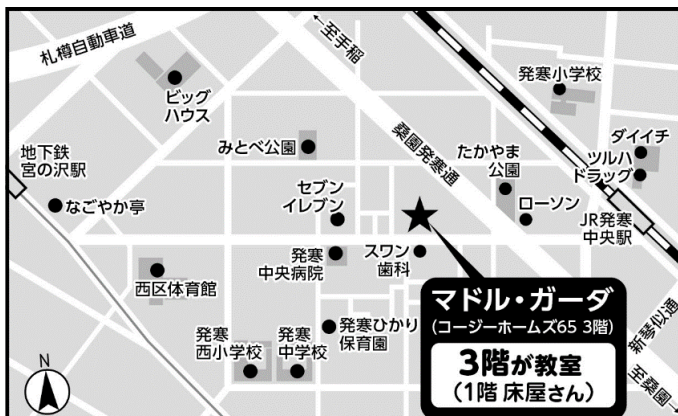 札樽自動車道
←至手稲
発寒小学校
ビッグ
ハウス
ダイイチ
ツルハ
ドラッグ
地下鉄
宮の沢駅
みとべ公園
桑園発寒通
たかやま
公園
なごやか亭
セブン
イレブン
ローソン
JR発寒
中央駅
発寒
中央病院
スワン
歯科
西区体育館
マドル・ガーダ
(コージーホームズ65 3階)
3階が教室
(1階 床屋さん)
新琴似通
至桑園→
発寒ひかり
保育園
発寒
西小学校
発寒
中学校
N